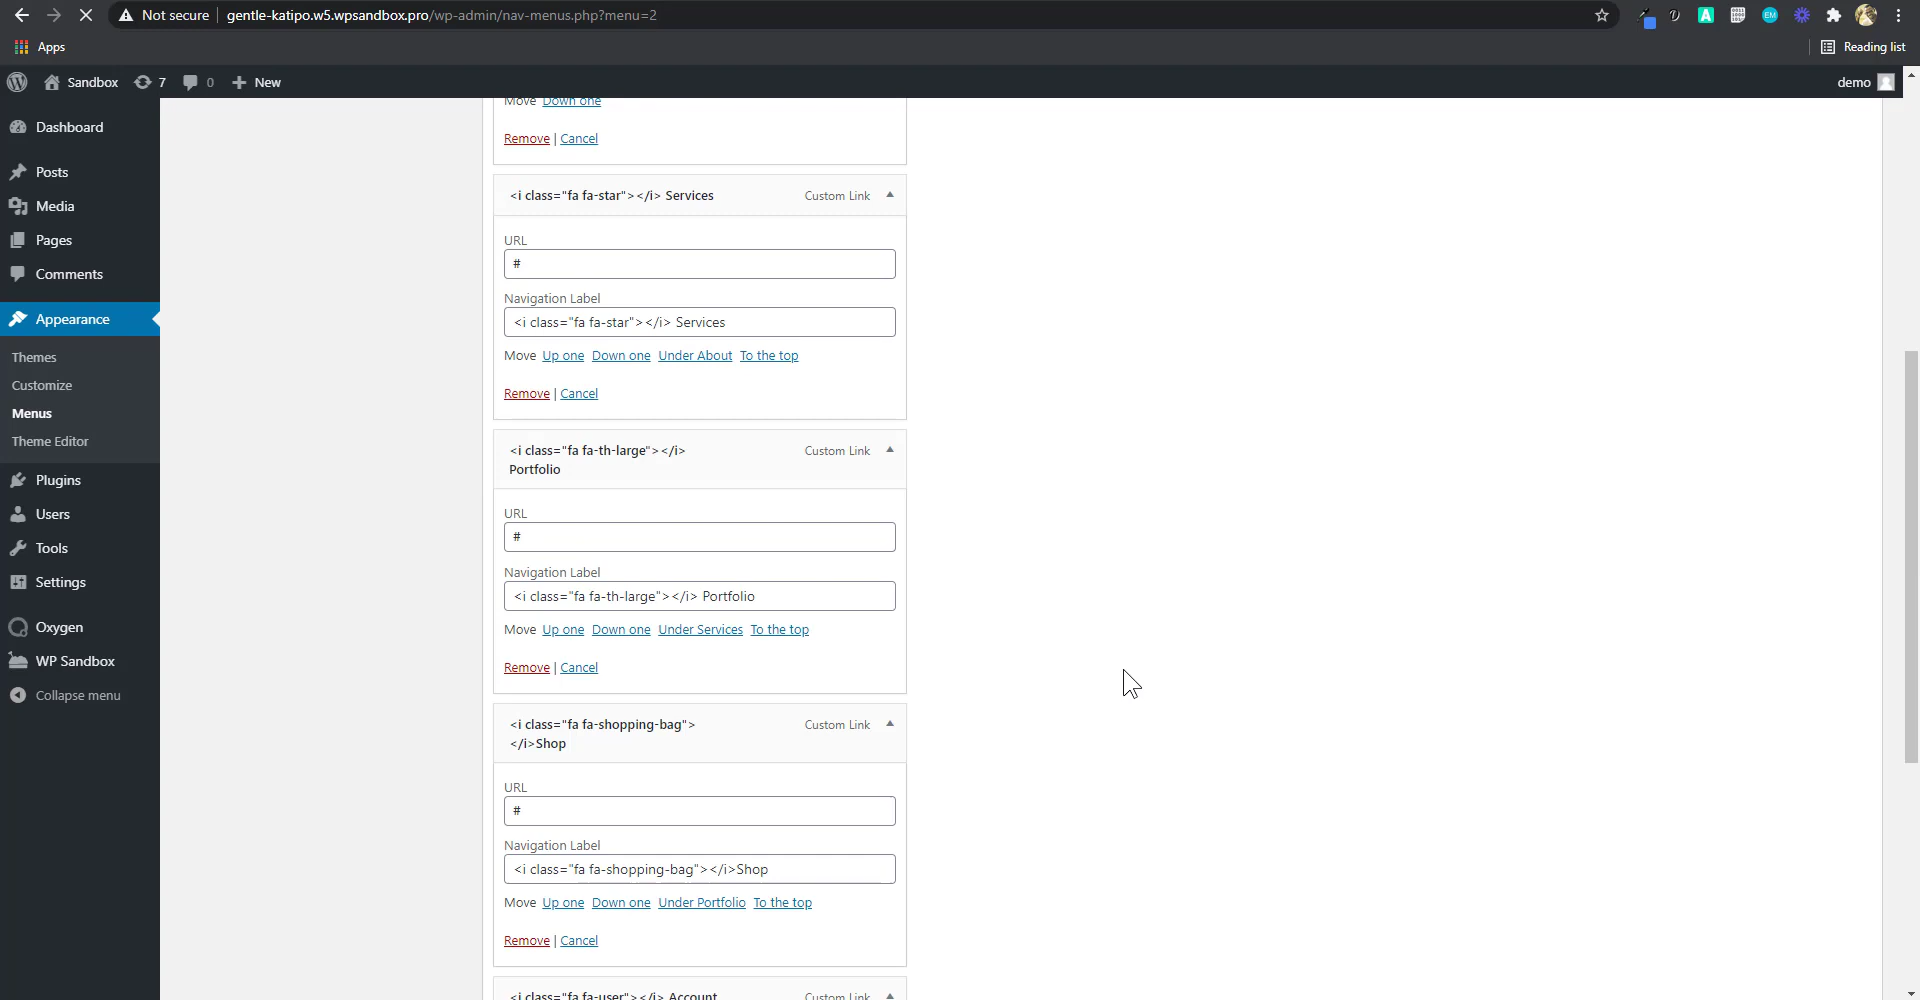 Not secure gentle-katipo.w5.wpsandbox.pro/wp-admin/nav-menus.php?menu=2
Apps
Reading list
Sandbox 7 0 New
demo
Dashboard
Posts
Media
Pages
Comments
Appearance
Themes
Customize
Menus
Theme Editor
Plugins
Users
Tools
Settings
Oxygen
WP Sandbox
Collapse menu
Move Down one
Remove | Cancel
<i class="fa fa-star"></i> Services Custom Link
URL
#
Navigation Label
<i class="fa fa-star"></i> Services
Move Up one Down one Under About To the top
Remove | Cancel
<i class="fa fa-th-large"></i> Custom Link
Portfolio
URL
#
Navigation Label
<i class="fa fa-th-large"></i> Portfolio
Move Up one Down one Under Services To the top
Remove | Cancel
<i class="fa fa-shopping-bag"> Custom Link
</i>Shop
URL
#
Navigation Label
<i class="fa fa-shopping-bag"></i>Shop
Move Up one Down one Under Portfolio To the top
Remove | Cancel
<i class="fa fa-user"></i> Account Custom Link